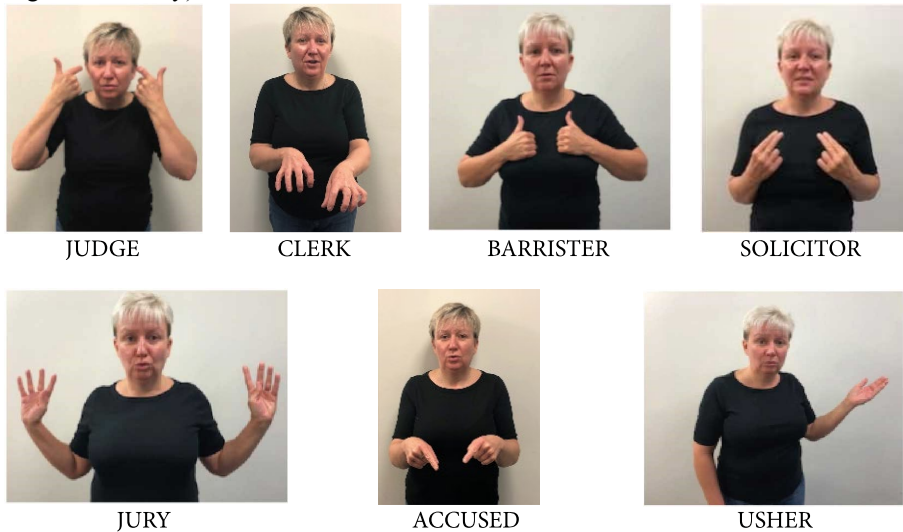 JUDGE
CLERK
BARRISTER
SOLICITOR
JURY
ACCUSED
USHER